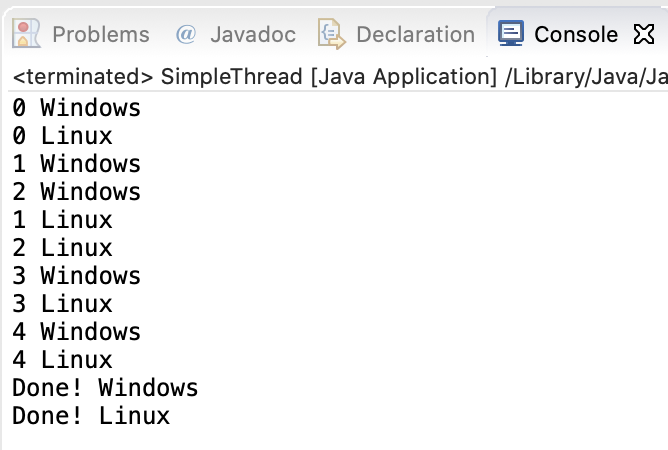 Problems @ Javadoc Declaration Console
<terminated> SimpleThread [Java Application] /Library/Java/Ja
0 Windows
0 Linux
1 Windows
2 Windows
1 Linux
2 Linux
3 Windows
3 Linux
4 Windows
4 Linux
Done! Windows
Done! Linux